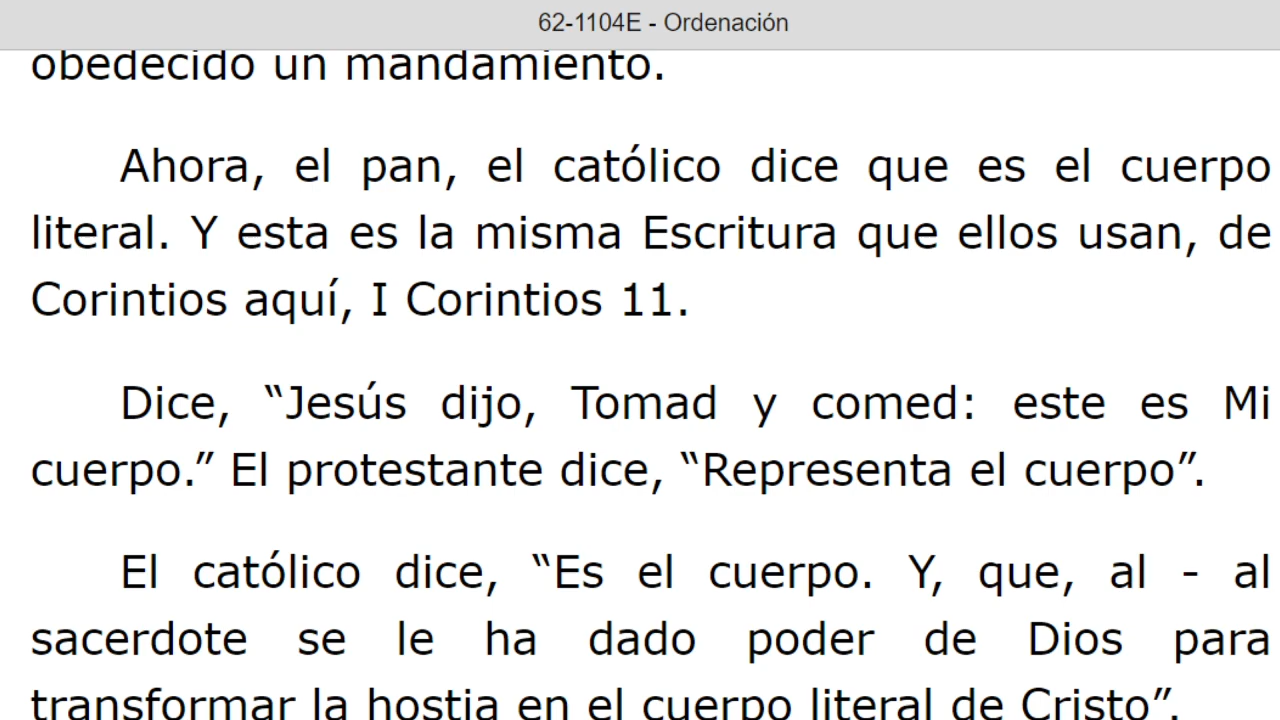 62-1104E - Ordenación
obedecido un mandamiento.
Ahora, el pan, el católico dice que es el cuerpo
literal. Y esta es la misma Escritura que ellos usan, de
Corintios aquí, I Corintios 11.
Dice, “Jesús dijo, Tomad y comed: este es Mi
cuerpo.” El protestante dice, “Representa el cuerpo”.
El católico dice, “Es el cuerpo. Y, que, al - al
sacerdote se le ha dado poder de Dios para
transformar la hostia en el cuerpo literal de Cristo”.